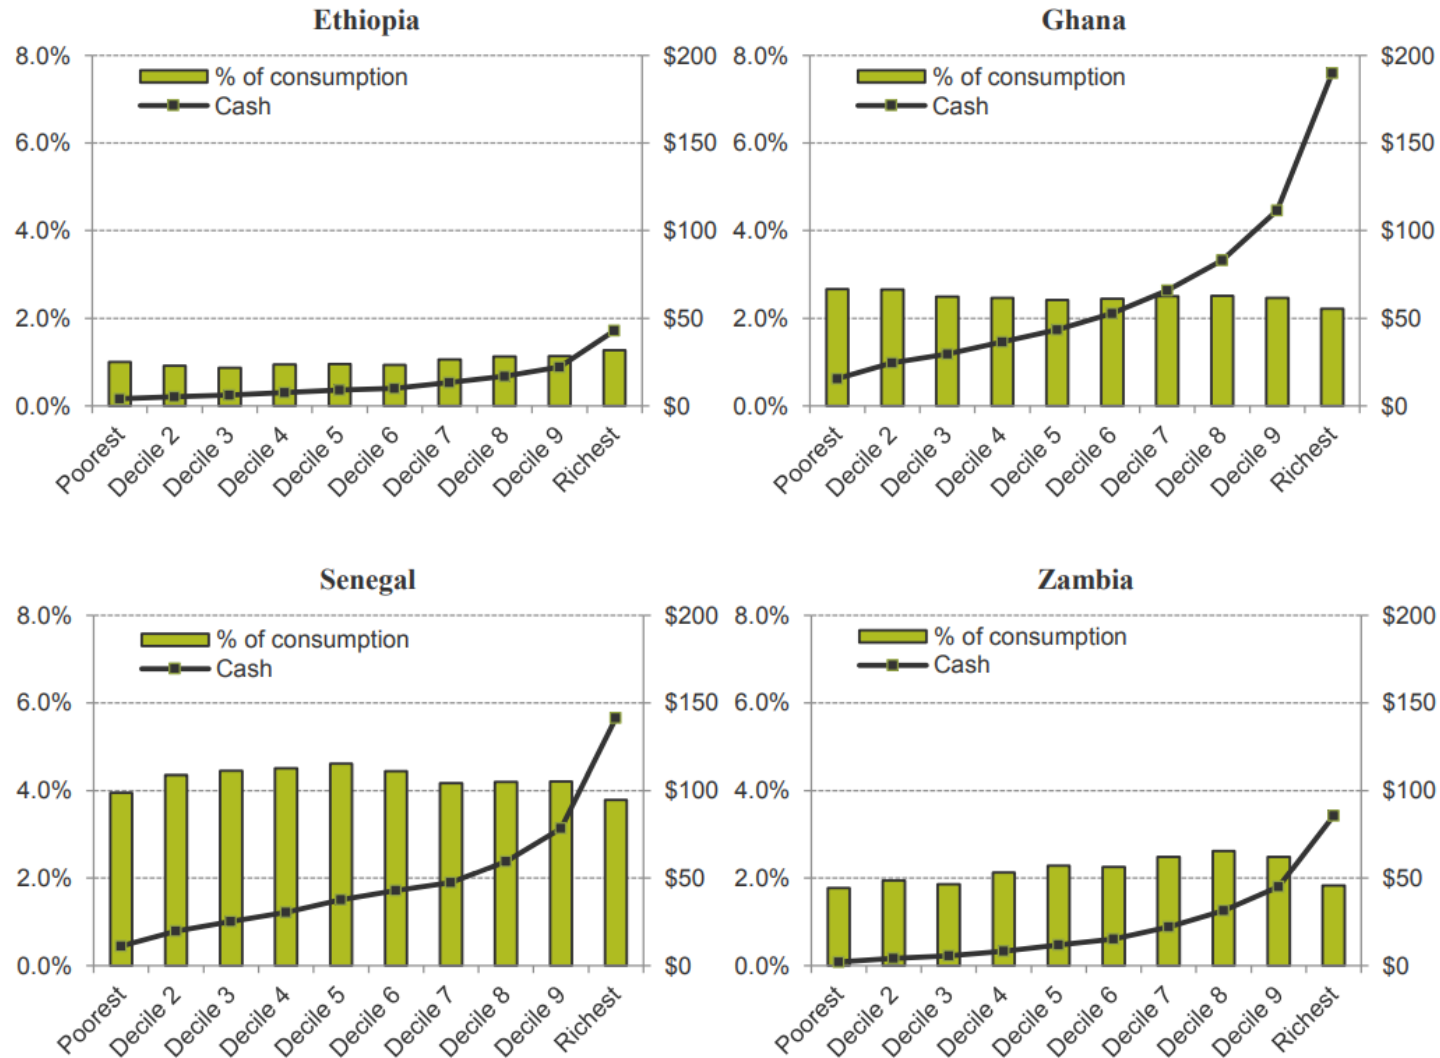 Ethiopia
8.0%
6.0%
4.0%
2.0%
0.0%
% of consumption
Cash
$200
$150
$100
$50
$0
Poorest
Decile 2
Decile 3
Decile 4
Decile 5
Decile 6
Decile 7
Decile 8
Decile 9
Richest
Ghana
8.0%
6.0%
4.0%
2.0%
0.0%
% of consumption
Cash
$200
$150
$100
$50
$0
Poorest
Decile 2
Decile 3
Decile 4
Decile 5
Decile 6
Decile 7
Decile 8
Decile 9
Richest
Senegal
8.0%
6.0%
4.0%
2.0%
0.0%
% of consumption
Cash
$200
$150
$100
$50
$0
Poorest
Decile 2
Decile 3
Decile 4
Decile 5
Decile 6
Decile 7
Decile 8
Decile 9
Richest
Zambia
8.0%
6.0%
4.0%
2.0%
0.0%
% of consumption
Cash
$200
$150
$100
$50
$0
Poorest
Decile 2
Decile 3
Decile 4
Decile 5
Decile 6
Decile 7
Decile 8
Decile 9
Richest